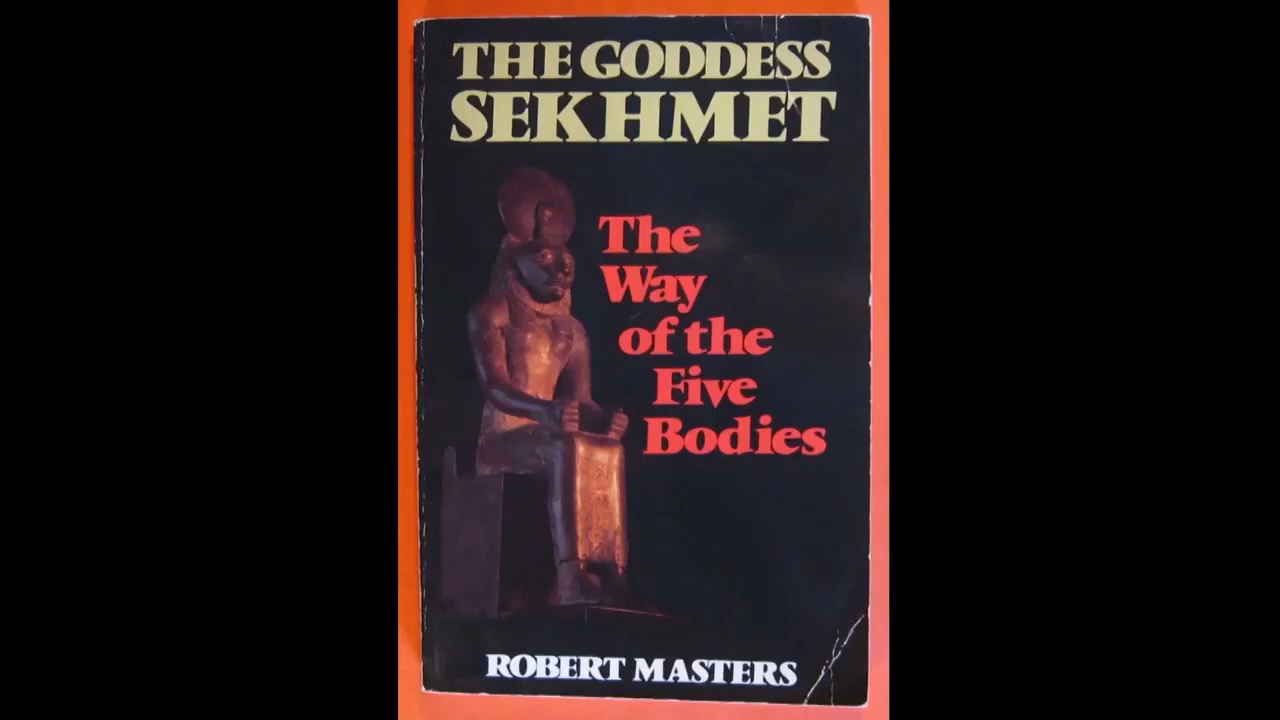 THE GODDESS
SEKHMET
The
Way
of the
Five
Bodies
ROBERT MASTERS